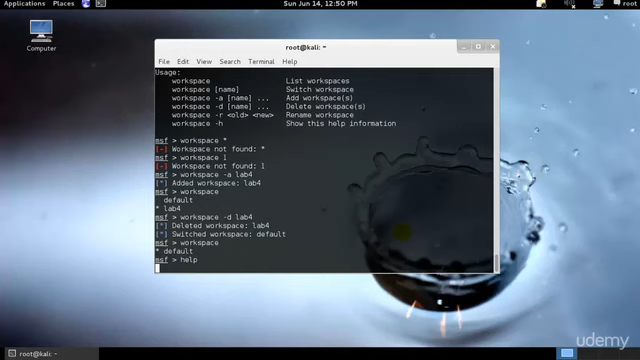 Applications Places Sun Jun 14, 12:50 PM root
Computer
root@kali: ~
File Edit View Search Terminal Help
Usage:
workspace List workspaces
workspace [name] Switch workspace
workspace -a [name] ... Add workspace(s)
workspace -d [name] ... Delete workspace(s)
workspace -r <old> <new> Rename workspace
workspace -h Show this help information
msf > workspace *
[-] Workspace not found: *
msf > workspace 1
[-] Workspace not found: 1
msf > workspace -a lab4
[*] Added workspace: lab4
msf > workspace
default
* lab4
msf > workspace -d lab4
[*] Deleted workspace: lab4
[*] Switched workspace: default
msf > workspace
* default
msf > help
root@kali: ~
udemy